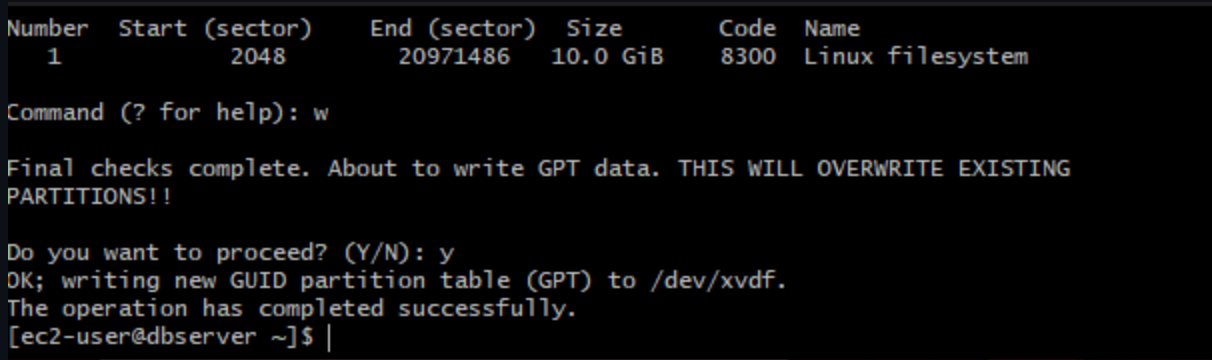 Number  Start (sector)    End (sector)  Size       Code  Name
   1            2048        20971486   10.0 GiB    8300  Linux filesystem
Command (? for help): w
Final checks complete. About to write GPT data. THIS WILL OVERWRITE EXISTING
PARTITIONS!!
Do you want to proceed? (Y/N): y
OK; writing new GUID partition table (GPT) to /dev/xvdf.
The operation has completed successfully.
[ec2-user@dbserver ~]$